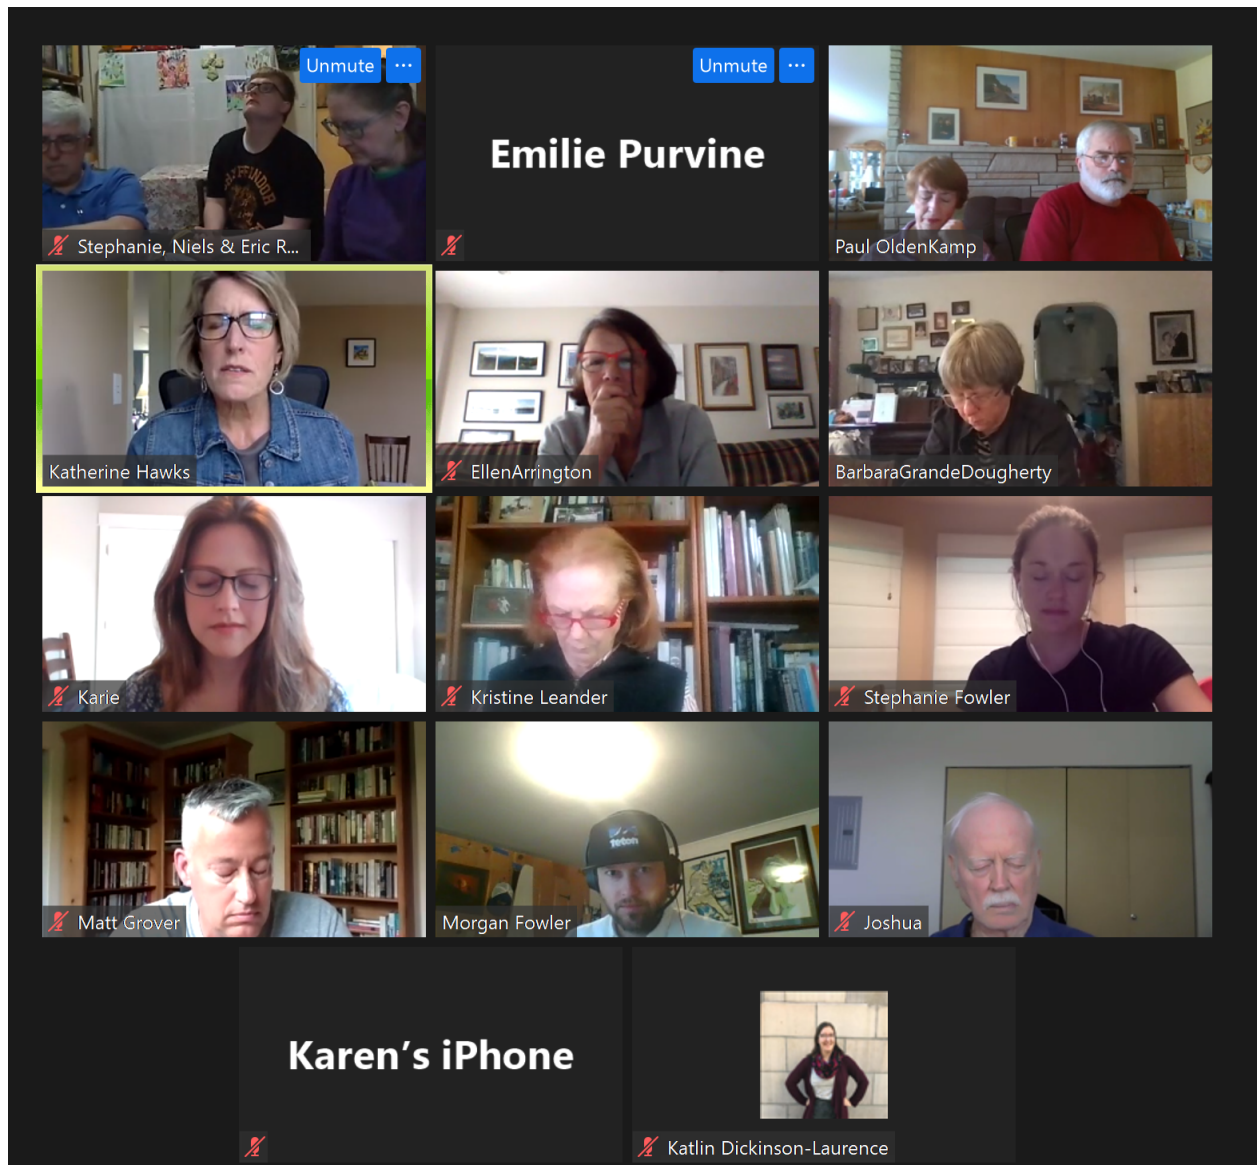 Unmute
Unmute
Emilie Purvine
Stephanie, Niels & Eric R...
Paul OldenKamp
Katherine Hawks
EllenArrington
BarbaraGrandeDougherty
Karie
Kristine Leander
Stephanie Fowler
teton
Matt Grover
Morgan Fowler
Joshua
Karen’s iPhone
Katlin Dickinson-Laurence